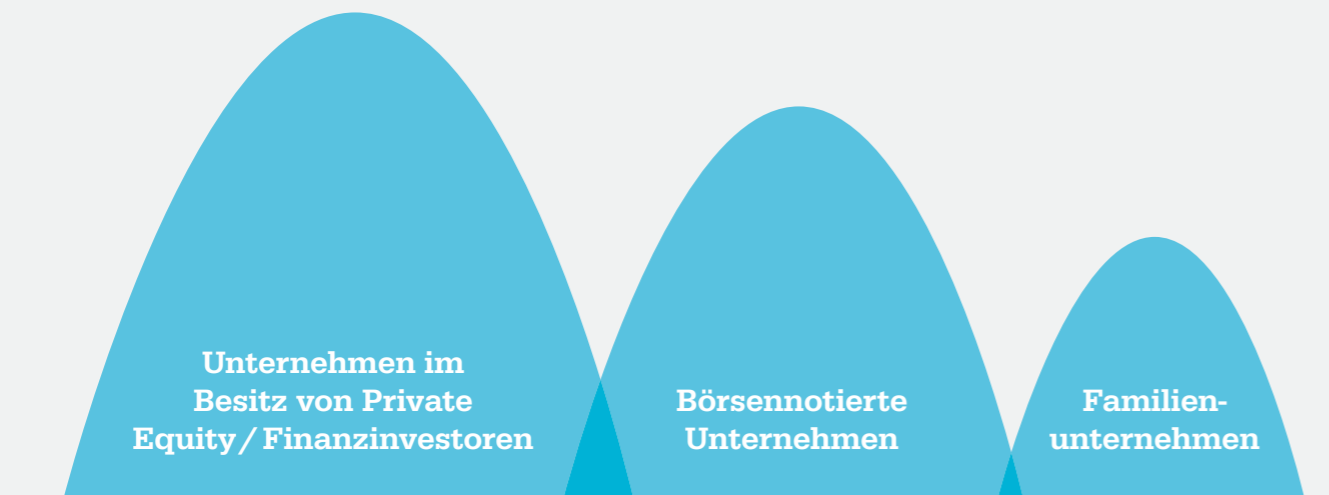 Unternehmen im
Besitz von Private
Equity / Finanzinvestoren
Börsennotierte
Unternehmen
Familien-
unternehmen